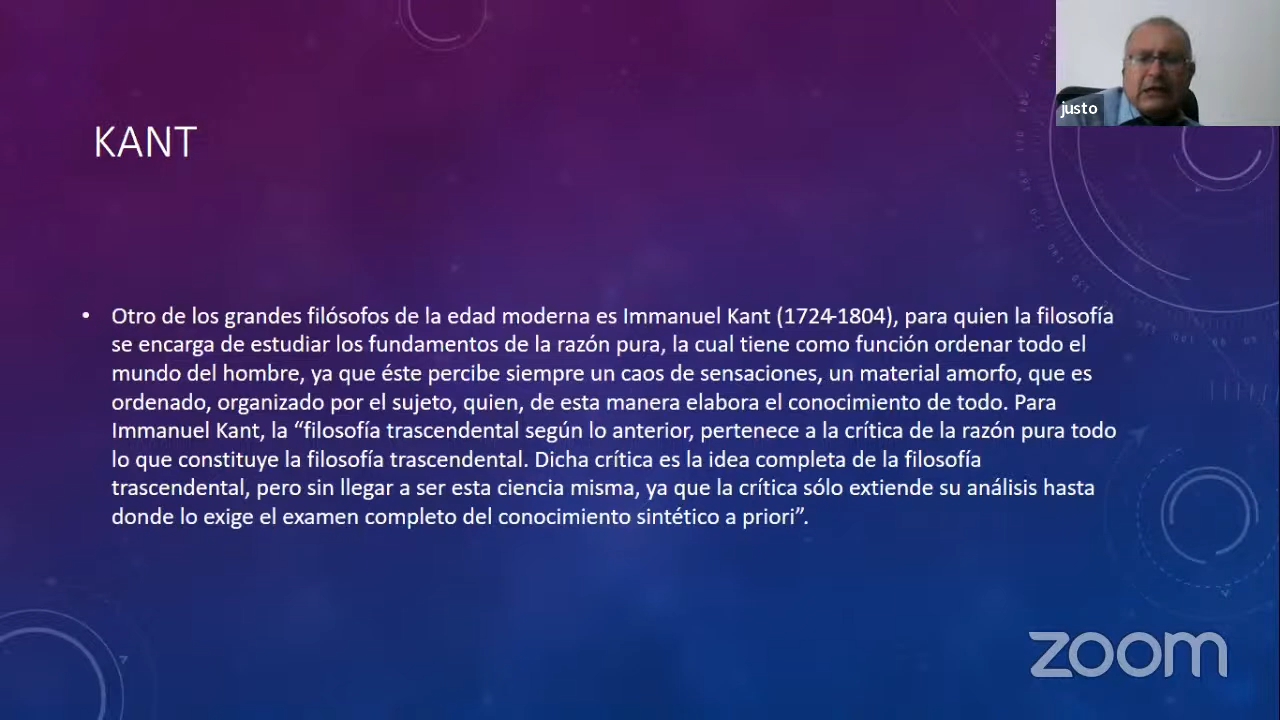 justo
KANT
• Otro de los grandes filósofos de la edad moderna es Immanuel Kant (1724-1804), para quien la filosofía
se encarga de estudiar los fundamentos de la razón pura, la cual tiene como función ordenar todo el
mundo del hombre, ya que éste percibe siempre un caos de sensaciones, un material amorfo, que es
ordenado, organizado por el sujeto, quien, de esta manera elabora el conocimiento de todo. Para
Immanuel Kant, la “filosofía trascendental según lo anterior, pertenece a la crítica de la razón pura todo
lo que constituye la filosofía trascendental. Dicha crítica es la idea completa de la filosofía
trascendental, pero sin llegar a ser esta ciencia misma, ya que la crítica sólo extiende su análisis hasta
donde lo exige el examen completo del conocimiento sintético a priori”.
zoom